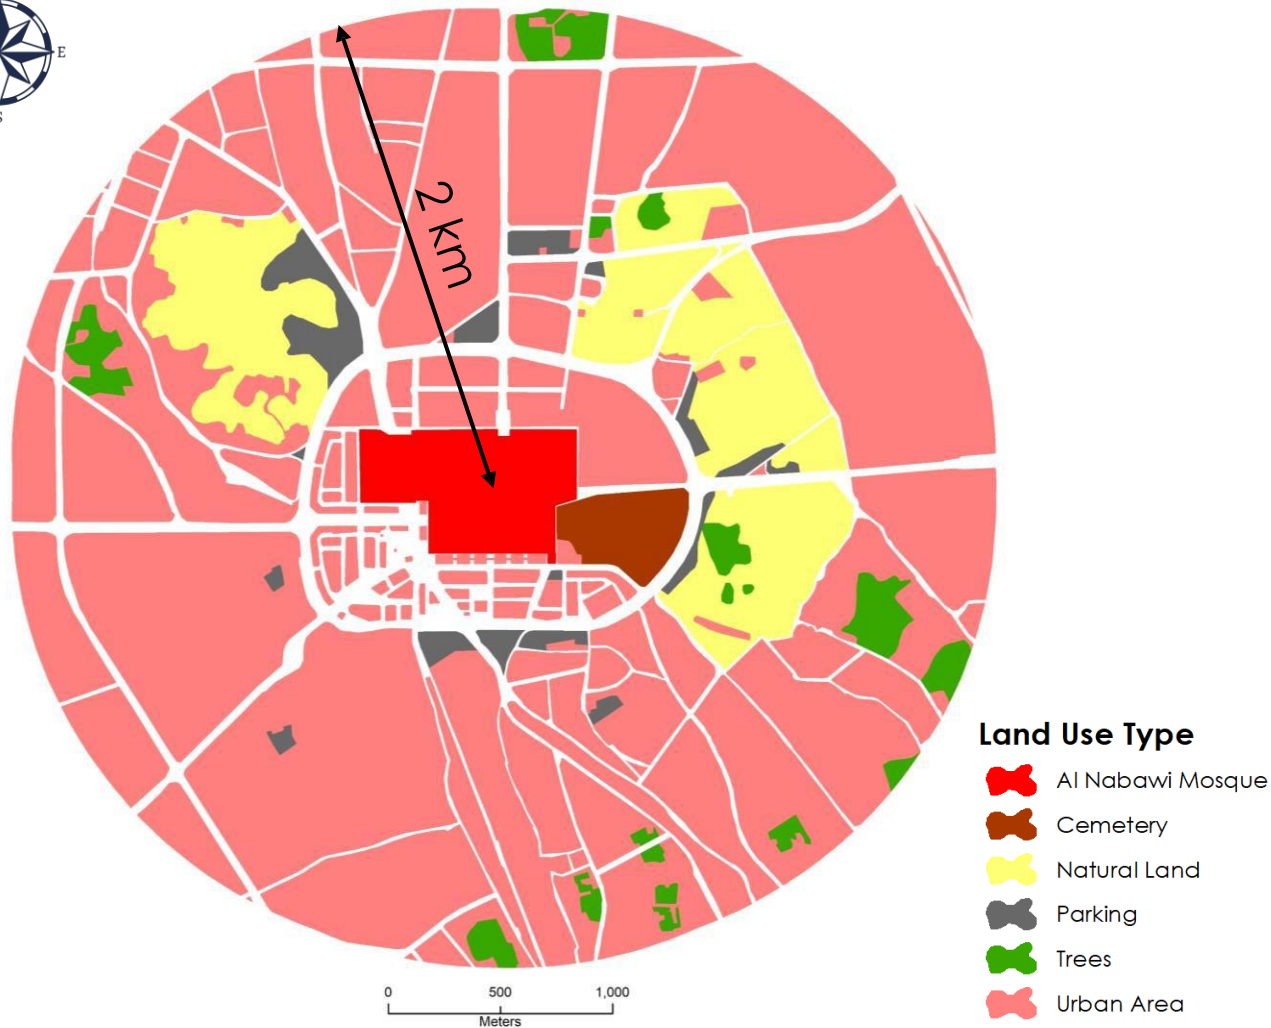 E
S
2 km
Land Use Type
Al Nabawi Mosque
Cemetery
Natural Land
Parking
Trees
Urban Area
0 500 1,000
Meters